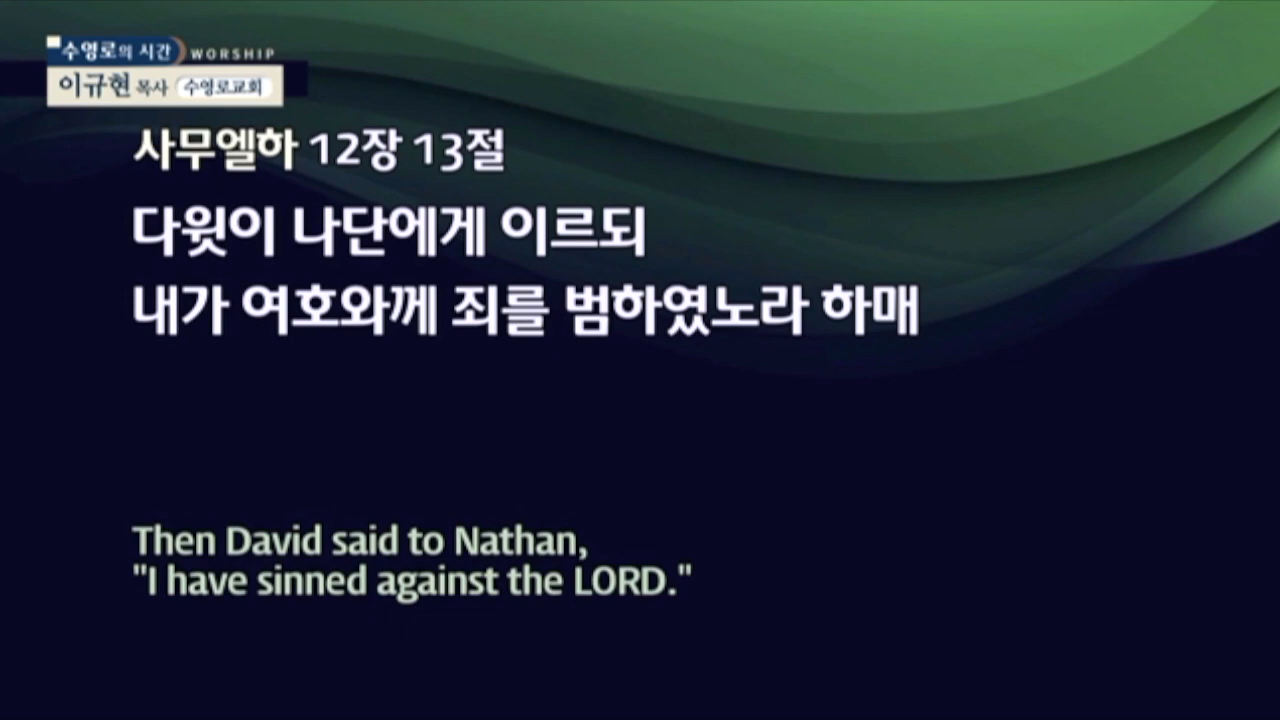 수영로의 시간 WORSHIP
이규현 목사 수영로교회
사무엘하 12장 13절
다윗이 나단에게 이르되
내가 여호와께 죄를 범하였노라 하매
Then David said to Nathan,
"I have sinned against the LORD."